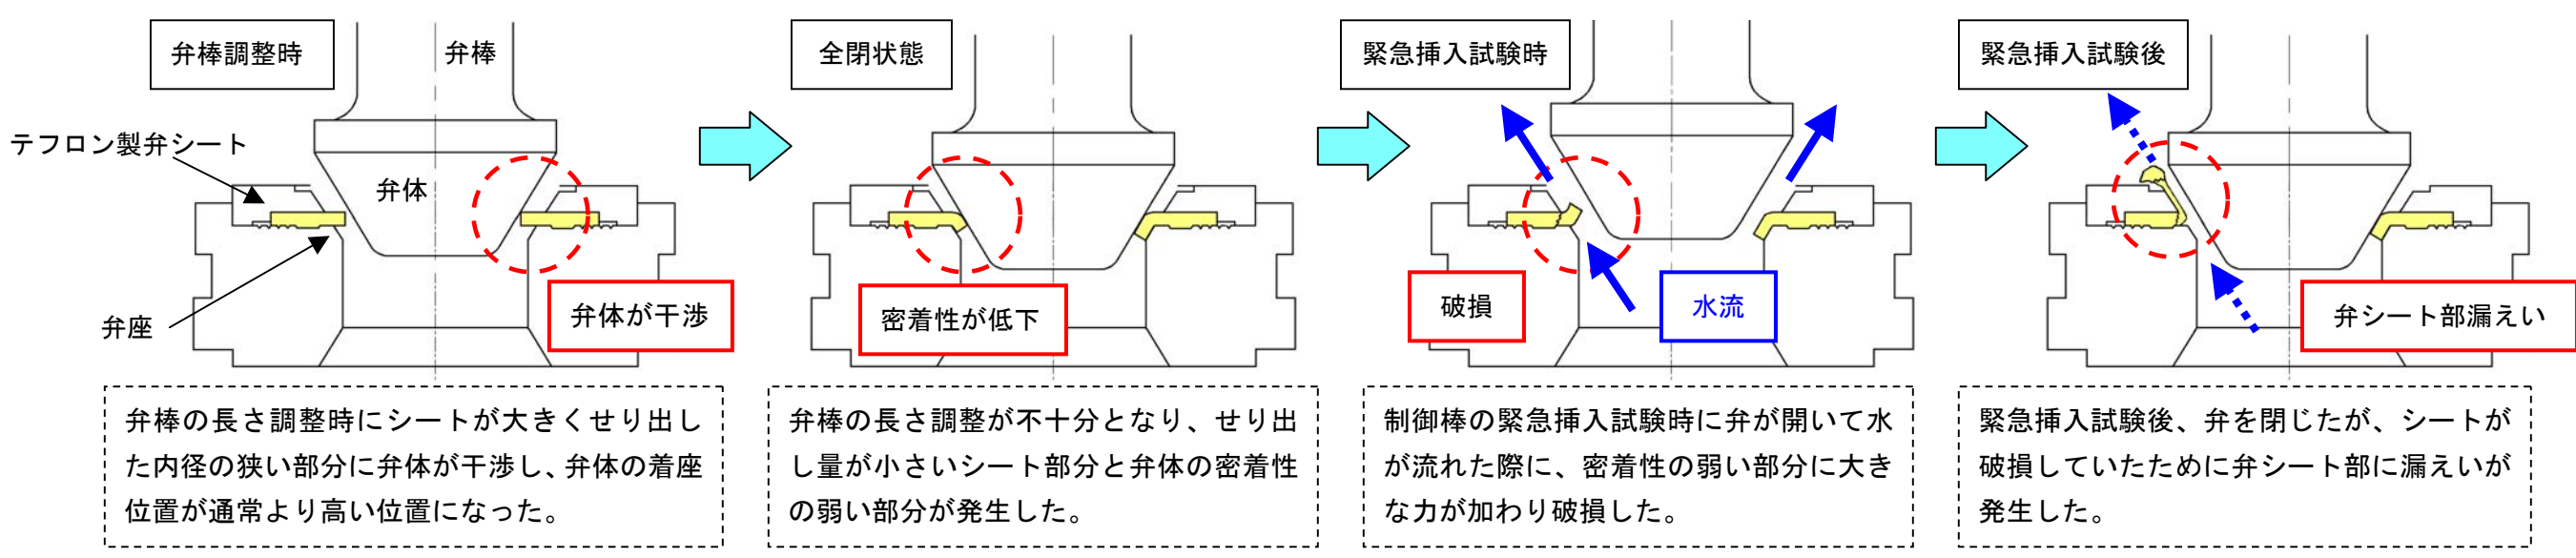 弁棒調整時
弁棒
テフロン製弁シート
弁体
弁座
弁体が干渉
弁棒の長さ調整時にシートが大きくせり出し
た内径の狭い部分に弁体が干渉し、弁体の着座
位置が通常より高い位置になった。
全閉状態
密着性が低下
弁棒の長さ調整が不十分となり、せり出
し量が小さいシート部分と弁体の密着性
の弱い部分が発生した。
緊急挿入試験時
破損
水流
制御棒の緊急挿入試験時に弁が開いて水
が流れた際に、密着性の弱い部分に大き
な力が加わり破損した。
緊急挿入試験後
弁シート部漏えい
緊急挿入試験後、弁を閉じたが、シートが
破損していたために弁シート部に漏えいが
発生した。